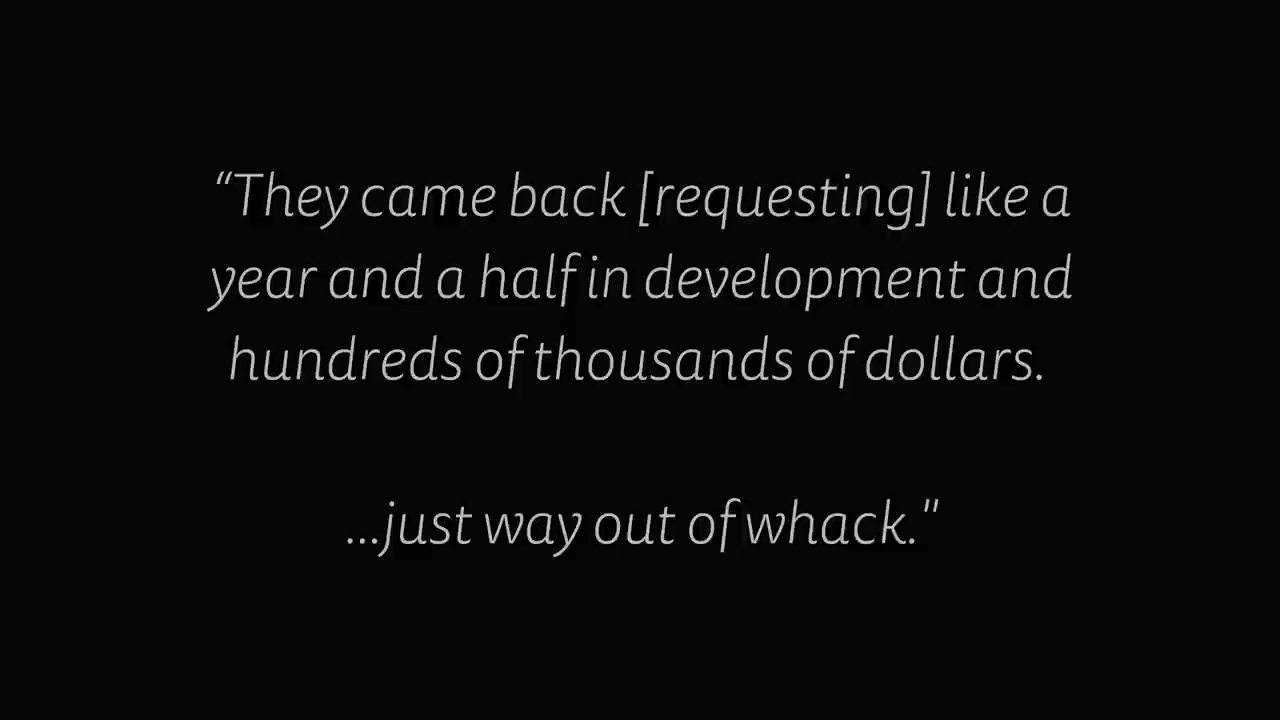 “They came back [requesting] like a
year and a half in development and
hundreds of thousands of dollars.
...just way out of whack."